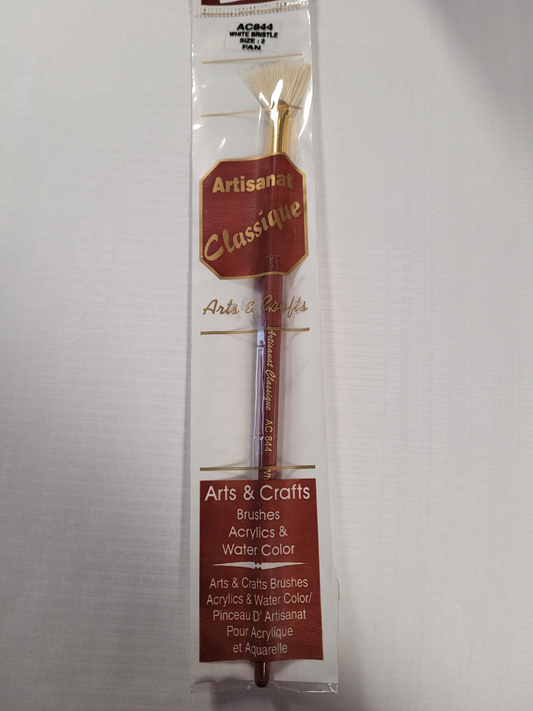 AC844
WHITE BRISTLE
SIZE : 2
FAN
Artisanat
Classique
Arts & Crafts
Artisanat Classique AC 844
Arts & Crafts
Brushes
Acrylics &
Water Color
Arts & Crafts Brushes
Acrylics & Water Color/
Pinceau D' Artisanat
Pour Acrylique
et Aquarelle